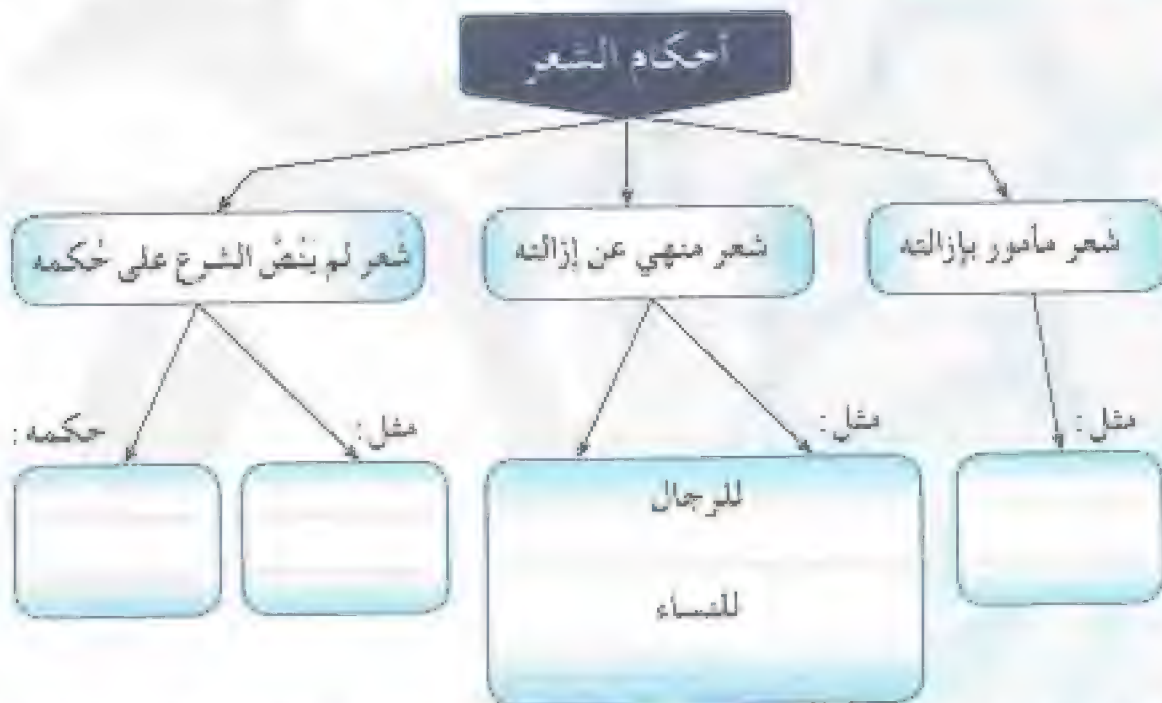 أحكام الشعر
شعر مأمور بإزالته
شعر منهي عن إزالته
شعر لم يَنُصَّ الشرع على حُكمه
مثل:
مثل:
مثل:
حكمه:
للرجال
للنساء